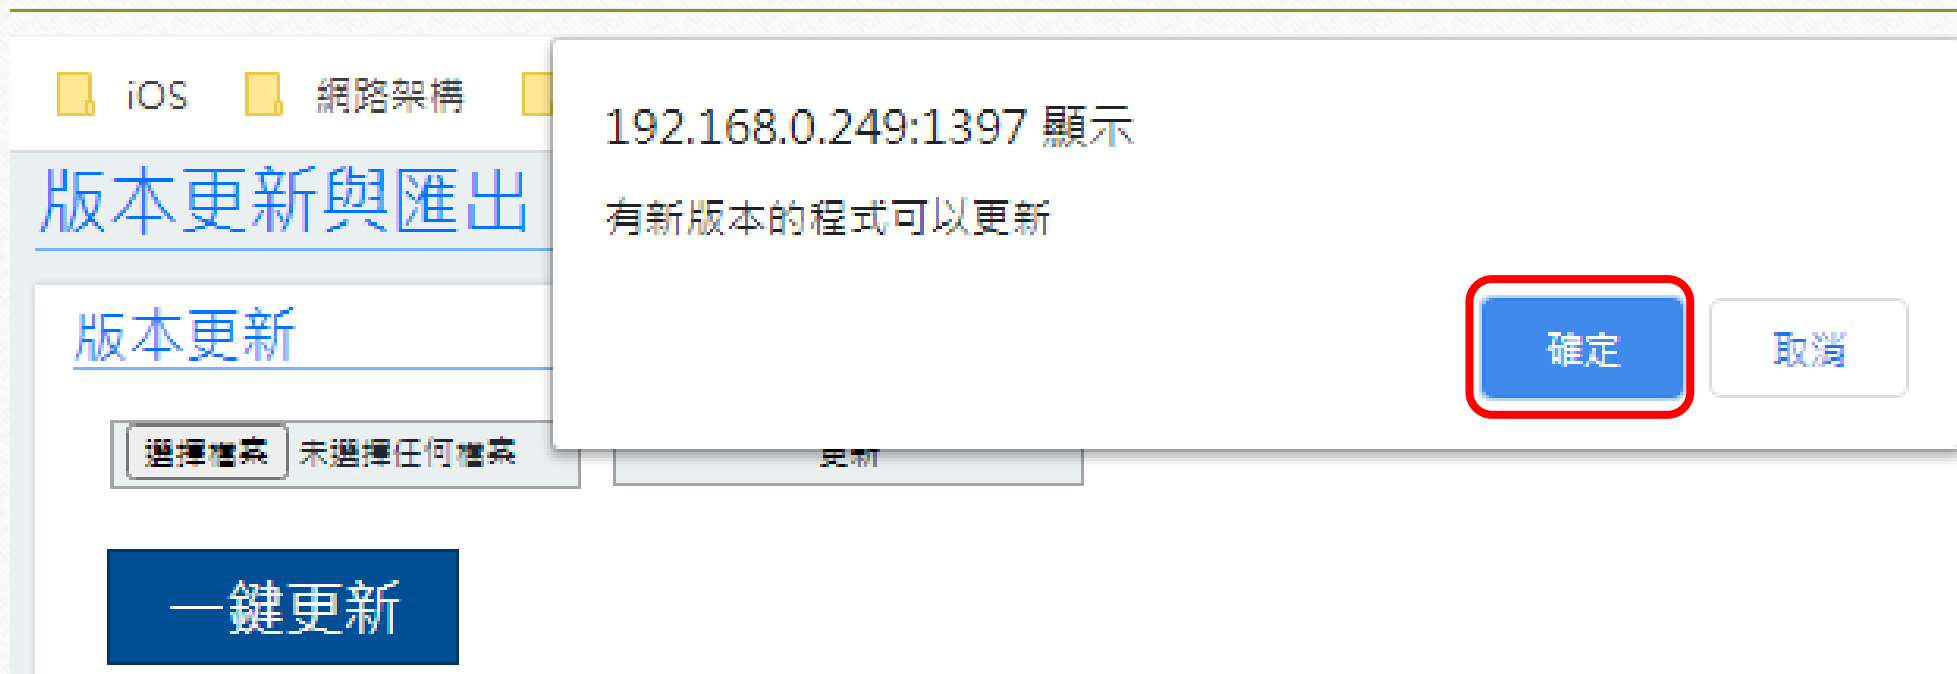 iOS 網路架構
192.168.0.249:1397 顯示
有新版本的程式可以更新
確定 取消
版本更新與匯出
版本更新
選擇檔案 未選擇任何檔案 更新
一鍵更新